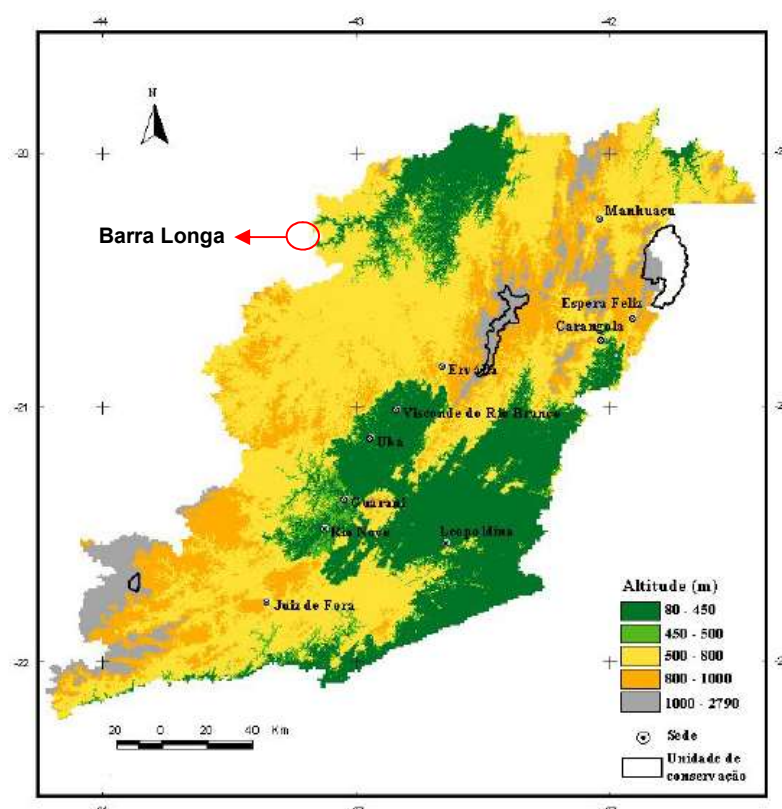 -44 -43 -42
N
-20
Manhuaçu
Barra Longa
Espera Feliz
Carangola
Ervália
-21
Visconde do Rio Branco
Ubá
Guarani
Rio Novo
Leopoldina
Juiz de Fora
Altitude (m)
80 - 450
450 - 500
500 - 800
800 - 1000
1000 - 2790
-22
20 0 20 40 Km
Sede
Unidade de
conservação